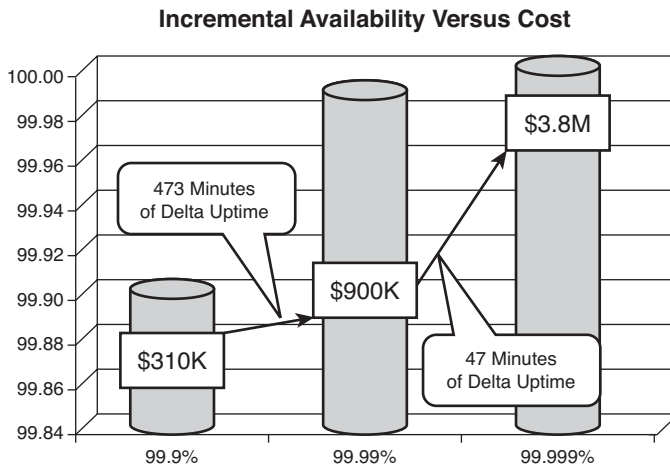 Incremental Availability Versus Cost
100.00
99.98
99.96
99.94
99.92
99.90
99.88
99.86
99.84
473 Minutes
of Delta Uptime
$310K
$900K
$3.8M
47 Minutes
of Delta Uptime
99.9%
99.99%
99.999%